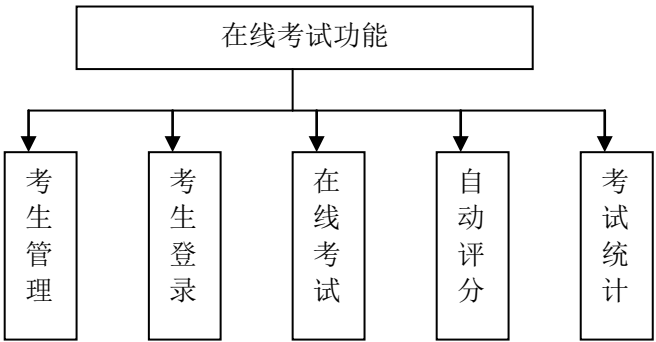 在线考试功能
考生管理
考生登录
在线考试
自动评分
考试统计